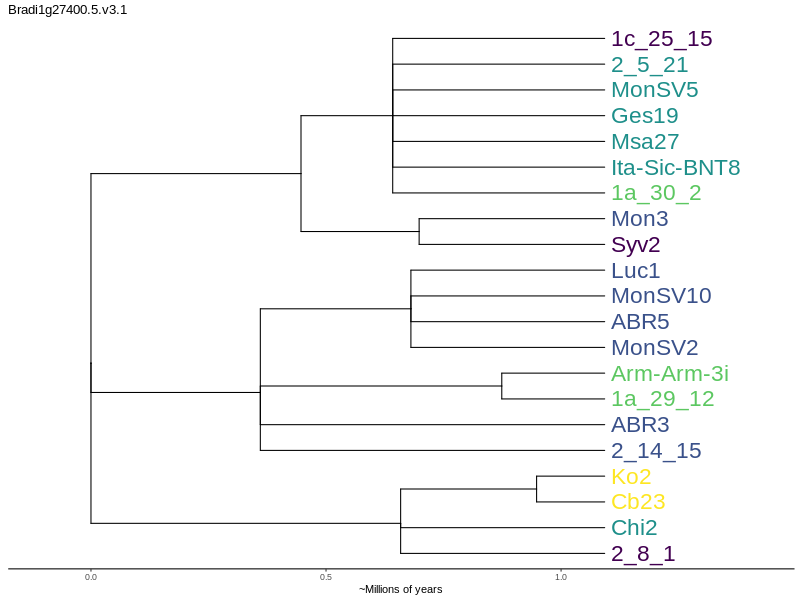 Bradi1g27400.5.v3.1
1c_25_15
2_5_21
MonSV5
Ges19
Msa27
Ita-Sic-BNT8
1a_30_2
Mon3
Syv2
Luc1
MonSV10
ABR5
MonSV2
Arm-Arm-3i
1a_29_12
ABR3
2_14_15
Ko2
Cb23
Chi2
2_8_1
0.0 0.5 1.0
~Millions of years